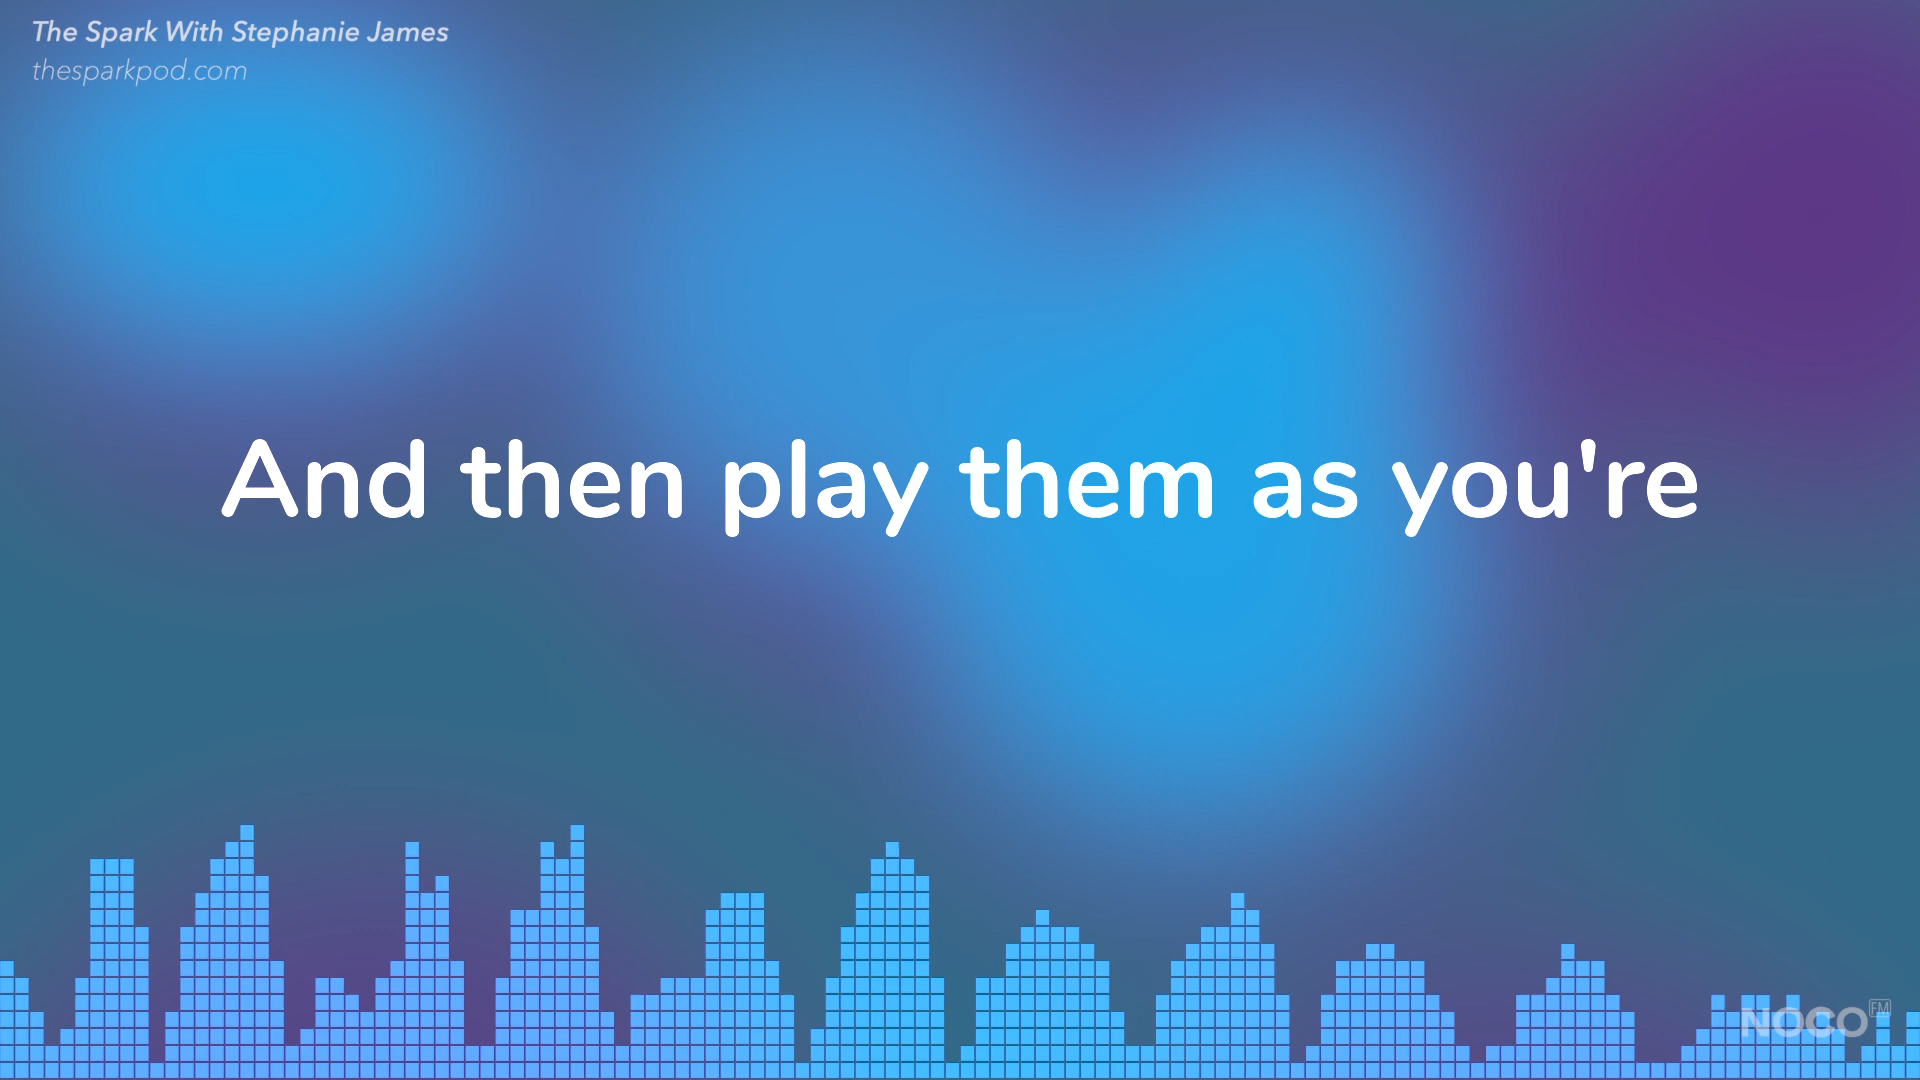 The Spark With Stephanie James
thesparkpod.com
And then play them as you're
NOCO FM